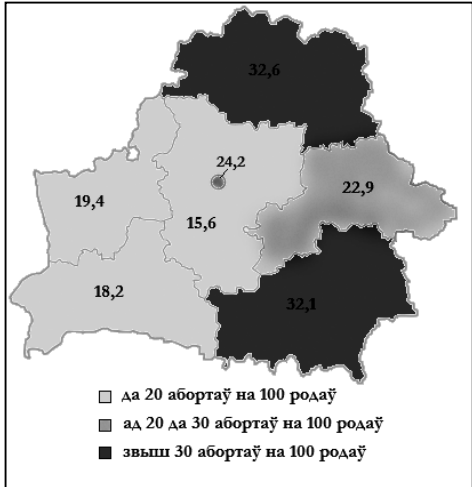 32,6
24,2
22,9
19,4
15,6
18,2
32,1
да 20 абортаў на 100 родаў
ад 20 да 30 абортаў на 100 родаў
звыш 30 абортаў на 100 родаў